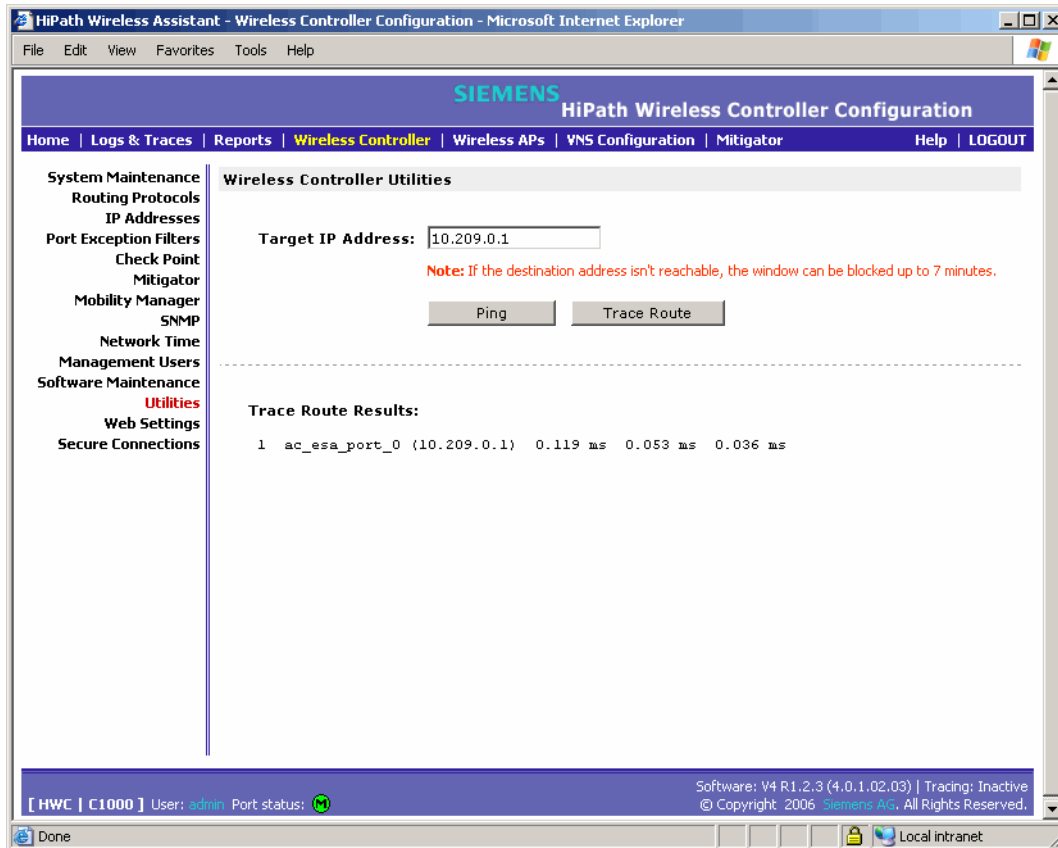 HiPath Wireless Assistant - Wireless Controller Configuration - Microsoft Internet Explorer
File Edit View Favorites Tools Help
SIEMENS
HiPath Wireless Controller Configuration
Home | Logs & Traces | Reports | Wireless Controller | Wireless APs | VNS Configuration | Mitigator Help | LOGOUT
System Maintenance
Routing Protocols
IP Addresses
Port Exception Filters
Check Point
Mitigator
Mobility Manager
SNMP
Network Time
Management Users
Software Maintenance
Utilities
Web Settings
Secure Connections
Wireless Controller Utilities
Target IP Address: 10.209.0.1
Note: If the destination address isn't reachable, the window can be blocked up to 7 minutes.
Ping Trace Route
Trace Route Results:
1 ac_esa_port_0 (10.209.0.1) 0.119 ms 0.053 ms 0.036 ms
Software: V4 R1.2.3 (4.0.1.02.03) | Tracing: Inactive
[ HWC | C1000 ] User: admin Port status: M
© Copyright 2006 Siemens AG. All Rights Reserved.
Done Local intranet